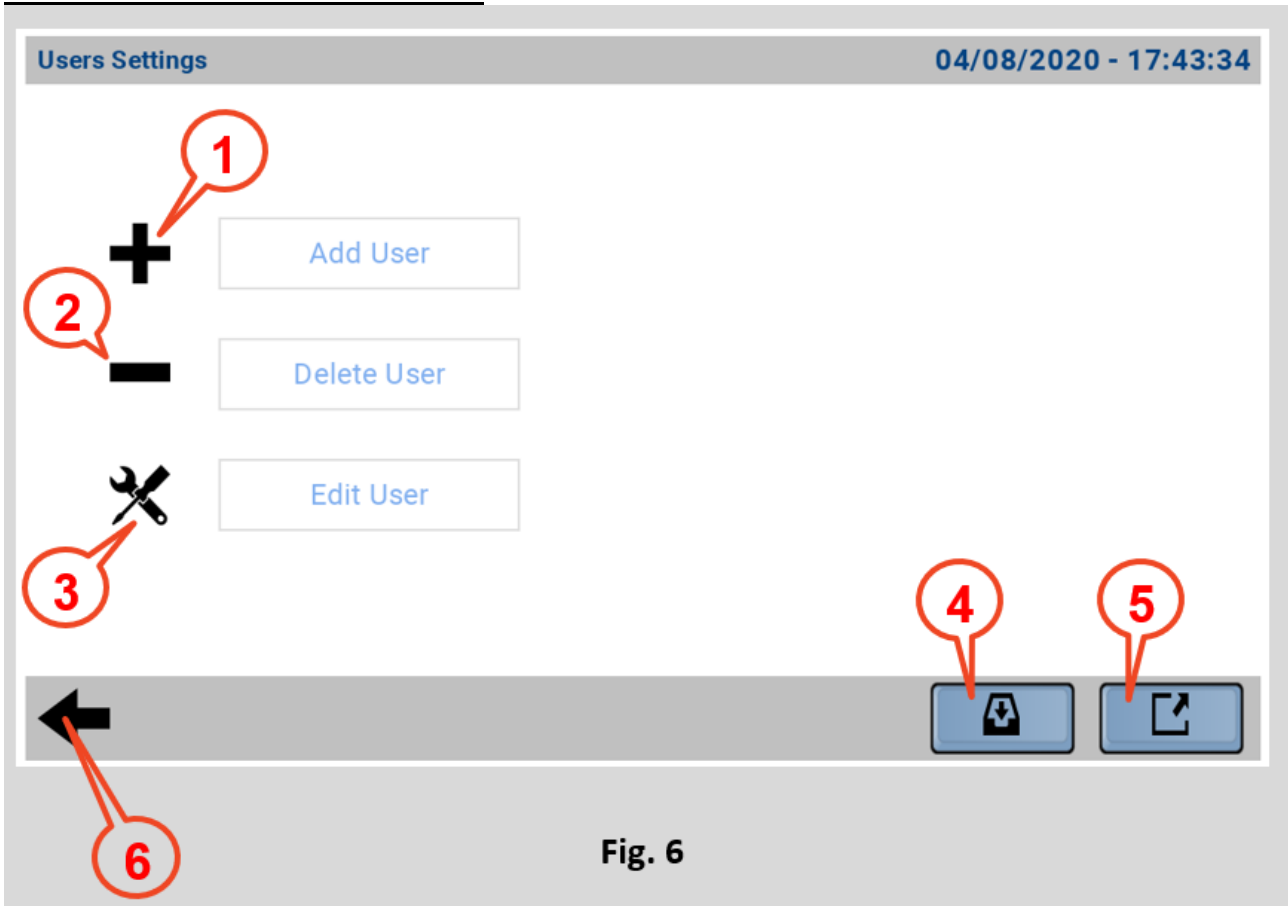 Users Settings 04/08/2020 - 17:43:34
1
Add User
2
Delete User
Edit User
3
4 5
6
Fig. 6